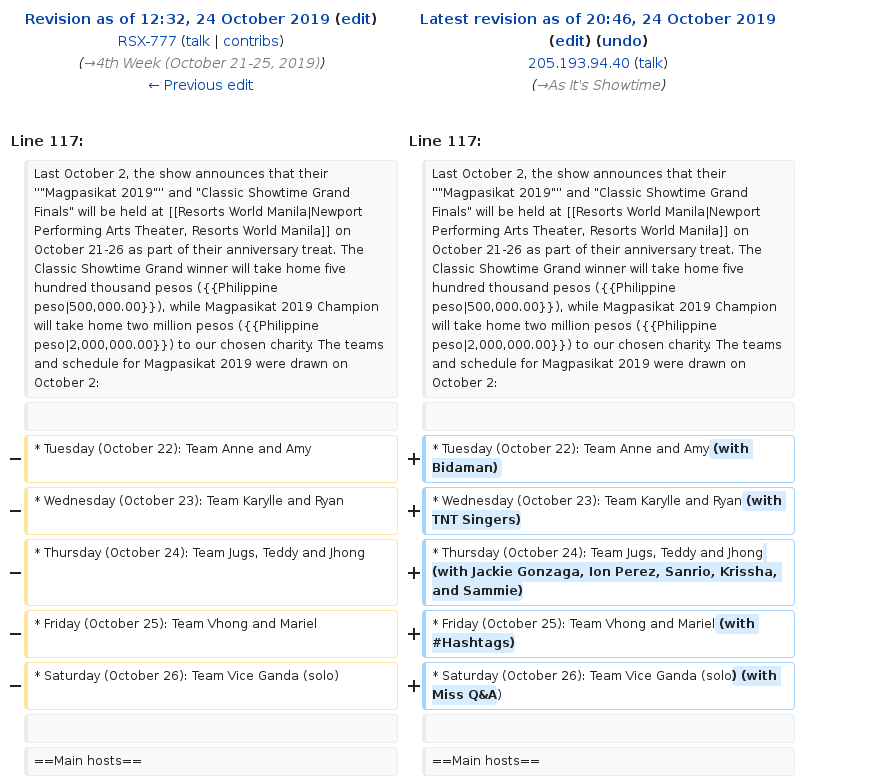 Revision as of 12:32, 24 October 2019 (edit)
RSX-777 (talk | contribs)
(→4th Week (October 21-25, 2019))
← Previous edit
Latest revision as of 20:46, 24 October 2019
(edit) (undo)
205.193.94.40 (talk)
(→As It's Showtime)
Line 117:
Last October 2, the show announces that their
'''"Magpasikat 2019"'' and "Classic Showtime Grand
Finals" will be held at [[Resorts World Manila|Newport
Performing Arts Theater, Resorts World Manila]] on
October 21-26 as part of their anniversary treat. The
Classic Showtime Grand winner will take home five
hundred thousand pesos ({{Philippine
peso|500,000.00}}), while Magpasikat 2019 Champion
will take home two million pesos ({{Philippine
peso|2,000,000.00}}) to our chosen charity. The teams
and schedule for Magpasikat 2019 were drawn on
October 2:
− * Tuesday (October 22): Team Anne and Amy
− * Wednesday (October 23): Team Karylle and Ryan
− * Thursday (October 24): Team Jugs, Teddy and Jhong
− * Friday (October 25): Team Vhong and Mariel
− * Saturday (October 26): Team Vice Ganda (solo)
==Main hosts==
Line 117:
Last October 2, the show announces that their
'''"Magpasikat 2019"'' and "Classic Showtime Grand
Finals" will be held at [[Resorts World Manila|Newport
Performing Arts Theater, Resorts World Manila]] on
October 21-26 as part of their anniversary treat. The
Classic Showtime Grand winner will take home five
hundred thousand pesos ({{Philippine
peso|500,000.00}}), while Magpasikat 2019 Champion
will take home two million pesos ({{Philippine
peso|2,000,000.00}}) to our chosen charity. The teams
and schedule for Magpasikat 2019 were drawn on
October 2:
+ * Tuesday (October 22): Team Anne and Amy (with
Bidaman)
+ * Wednesday (October 23): Team Karylle and Ryan (with
TNT Singers)
+ * Thursday (October 24): Team Jugs, Teddy and Jhong
(with Jackie Gonzaga, Ion Perez, Sanrio, Krissha,
and Sammie)
+ * Friday (October 25): Team Vhong and Mariel (with
#Hashtags)
+ * Saturday (October 26): Team Vice Ganda (solo) (with
Miss Q&A)
==Main hosts==